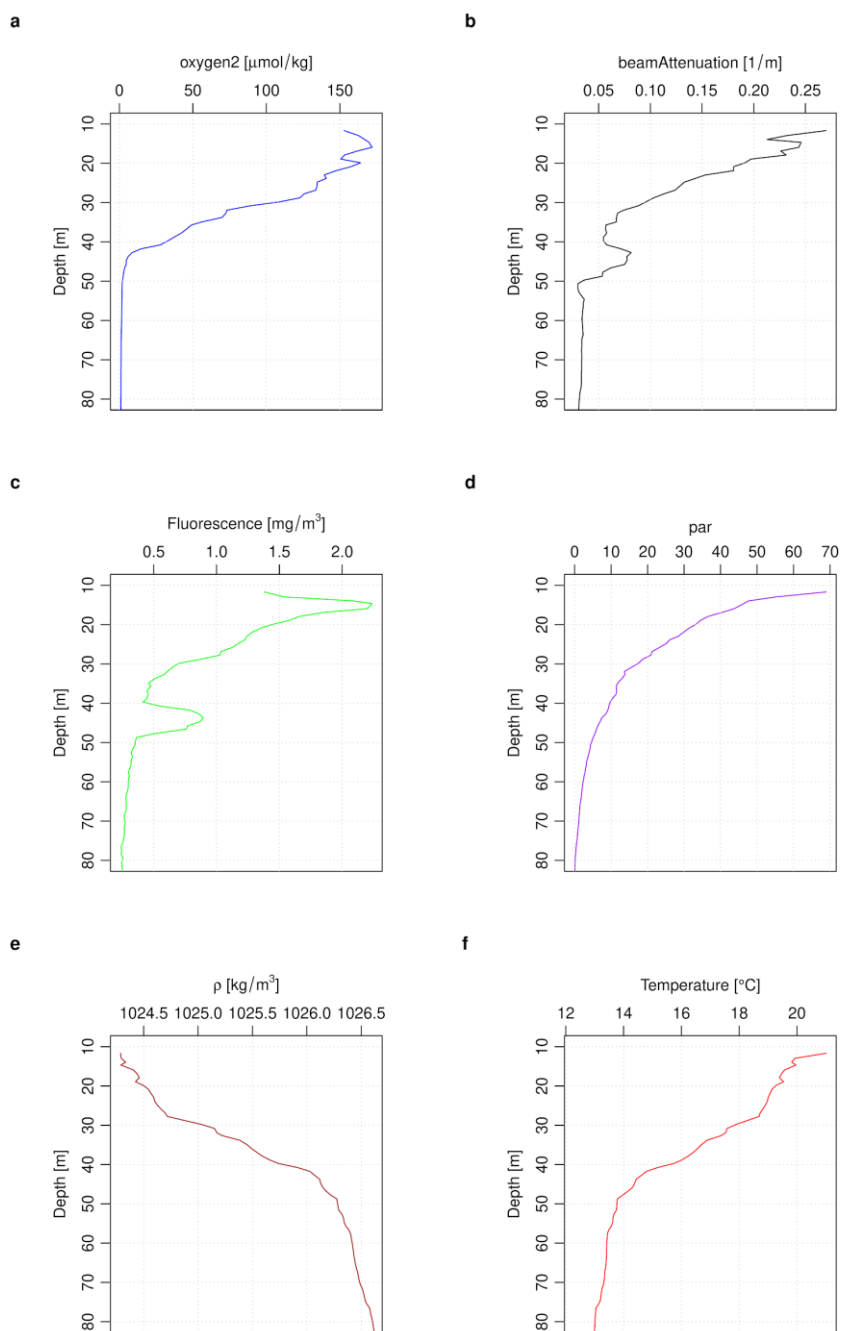 a
b
oxygen2 [μmol/kg]
beamAttenuation [1/m]
0 50 100 150
0.05 0.10 0.15 0.20 0.25
Depth [m]
10 20 30 40 50 60 70 80
Depth [m]
10 20 30 40 50 60 70 80
c
d
Fluorescence [mg/m³]
par
0.5 1.0 1.5 2.0
0 10 20 30 40 50 60 70
Depth [m]
10 20 30 40 50 60 70 80
Depth [m]
10 20 30 40 50 60 70 80
e
f
ρ [kg/m³]
Temperature [°C]
1024.5 1025.0 1025.5 1026.0 1026.5
12 14 16 18 20
Depth [m]
10 20 30 40 50 60 70 80
Depth [m]
10 20 30 40 50 60 70 80